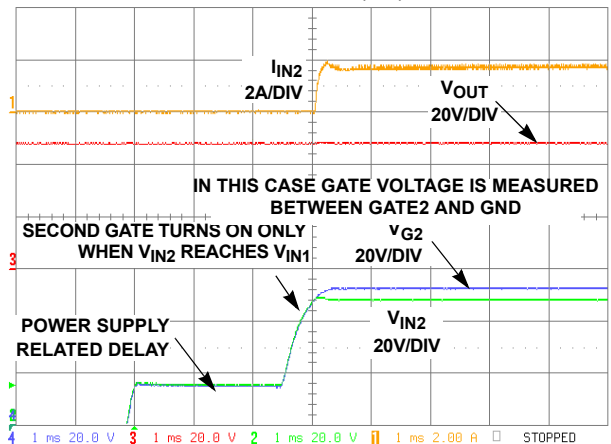 IIN2
2A/DIV
1
VOUT
20V/DIV
IN THIS CASE GATE VOLTAGE IS MEASURED
BETWEEN GATE2 AND GND
SECOND GATE TURNS ON ONLY
WHEN VIN2 REACHES VIN1
VG2
20V/DIV
3
VIN2
20V/DIV
POWER SUPPLY
RELATED DELAY
4 1 ms 20.0 V 3 1 ms 20.0 V 2 1 ms 20.0 V 1 1 ms 2.00 A STOPPED